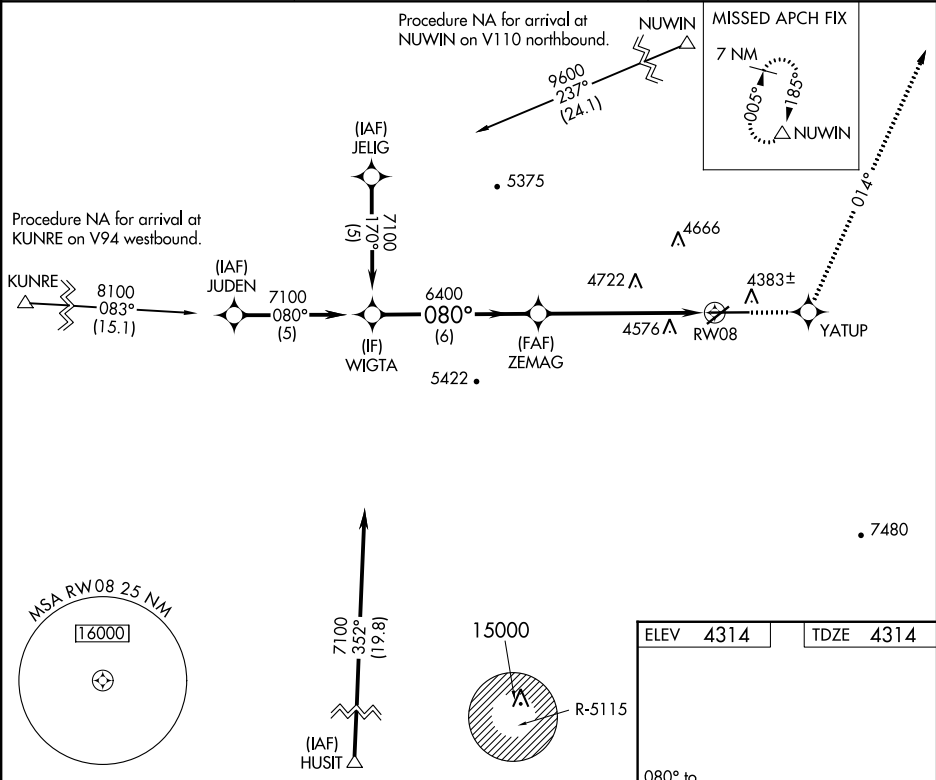 Procedure NA for arrival at
NUWIN on V110 northbound.
NUWIN
9600
237°
(24.1)
MISSED APCH FIX
7 NM
005°
185°
NUWIN
(IAF)
JELIG
7100
170°
(5)
5375
014°
Procedure NA for arrival at
KUNRE on V94 westbound.
KUNRE
8100
083°
(15.1)
(IAF)
JUDEN
7100
080°
(5)
(IF)
WIGTA
6400
080°
(6)
(FAF)
ZEMAG
4666
4722
4383±
4576
RW08
YATUP
5422
7480
MSA RW08 25 NM
16000
7100
352°
(19.8)
(IAF)
HUSIT
15000
R-5115
ELEV 4314
TDZE 4314
080° to